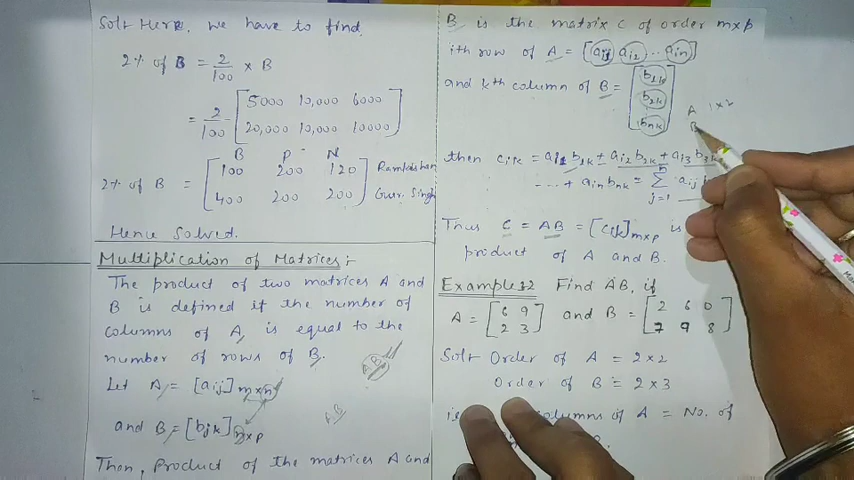 Sol:- Here, we have to find,
2% of B = 2/100 × B
= 2/100 [5000 10,000 6000
20,000 10,000 10000]
B P N
2% of B = [100 200 120
400 200 200] Ramkishan
Gur. Singh
Hence Solved.
Multiplication of Matrices:-
The product of two matrices A and
B is defined if the number of
columns of A, is equal to the
number of rows of B.
Let A = [aij] m×n
and B = [bjk] n×p
AB
AB
Then, Product of the matrices A and
B is the matrix C of order m×p
ith row of A = [ai1 ai2 ... ain]
and kth column of B = [b1k
b2k
bnk]
A 1×2
B
then cik = ai1 b1k + ai2 b2k + ai3 b3k
... + ain bnk = n Σ j=1 aij
Thus C = AB = [cik] m×p is
product of A and B.
Example:2 Find AB, if
A = [6 9
2 3] and B = [2 6 0
7 9 8]
Sol:- Order of A = 2×2
Order of B = 2×3
columns of A = No. of
B.